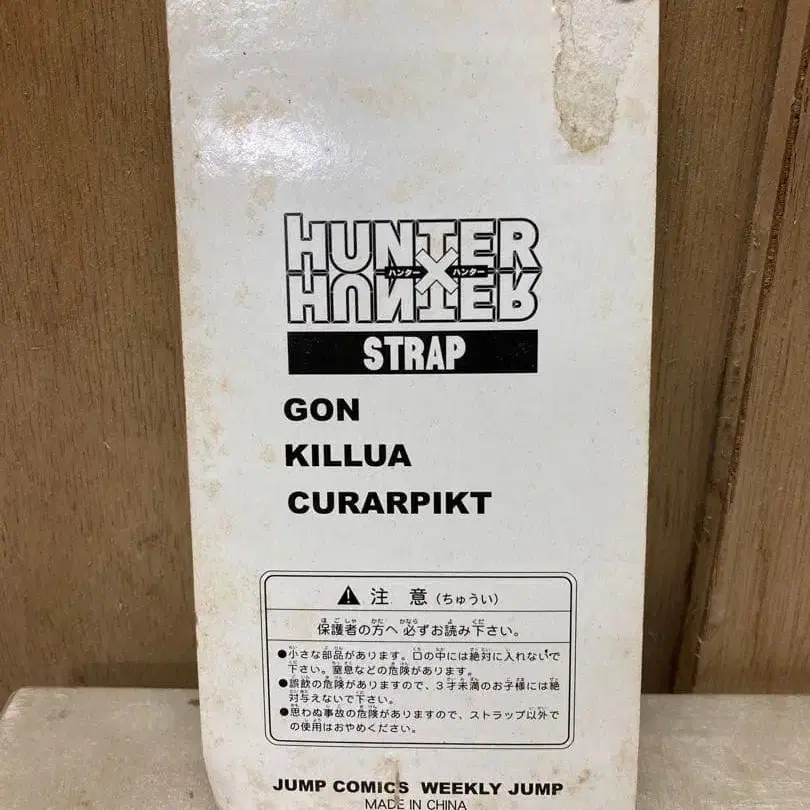 HUNTER
ハンター×ハンター
HUNTER
STRAP
GON
KILLUA
CURARPIKT
⚠注 意(ちゅうい)
保護者の方へ必ずお読み下さい。
●小さな部品があります。口の中には絶対に入れないで
下さい。窒息などの危険があります。
●誤飲の危険がありますので、3才未満のお子様には絶
対与えないで下さい。
●思わぬ事故の危険がありますので、ストラップ以外で
の使用はおやめください。
JUMP COMICS WEEKLY JUMP
MADE IN CHINA